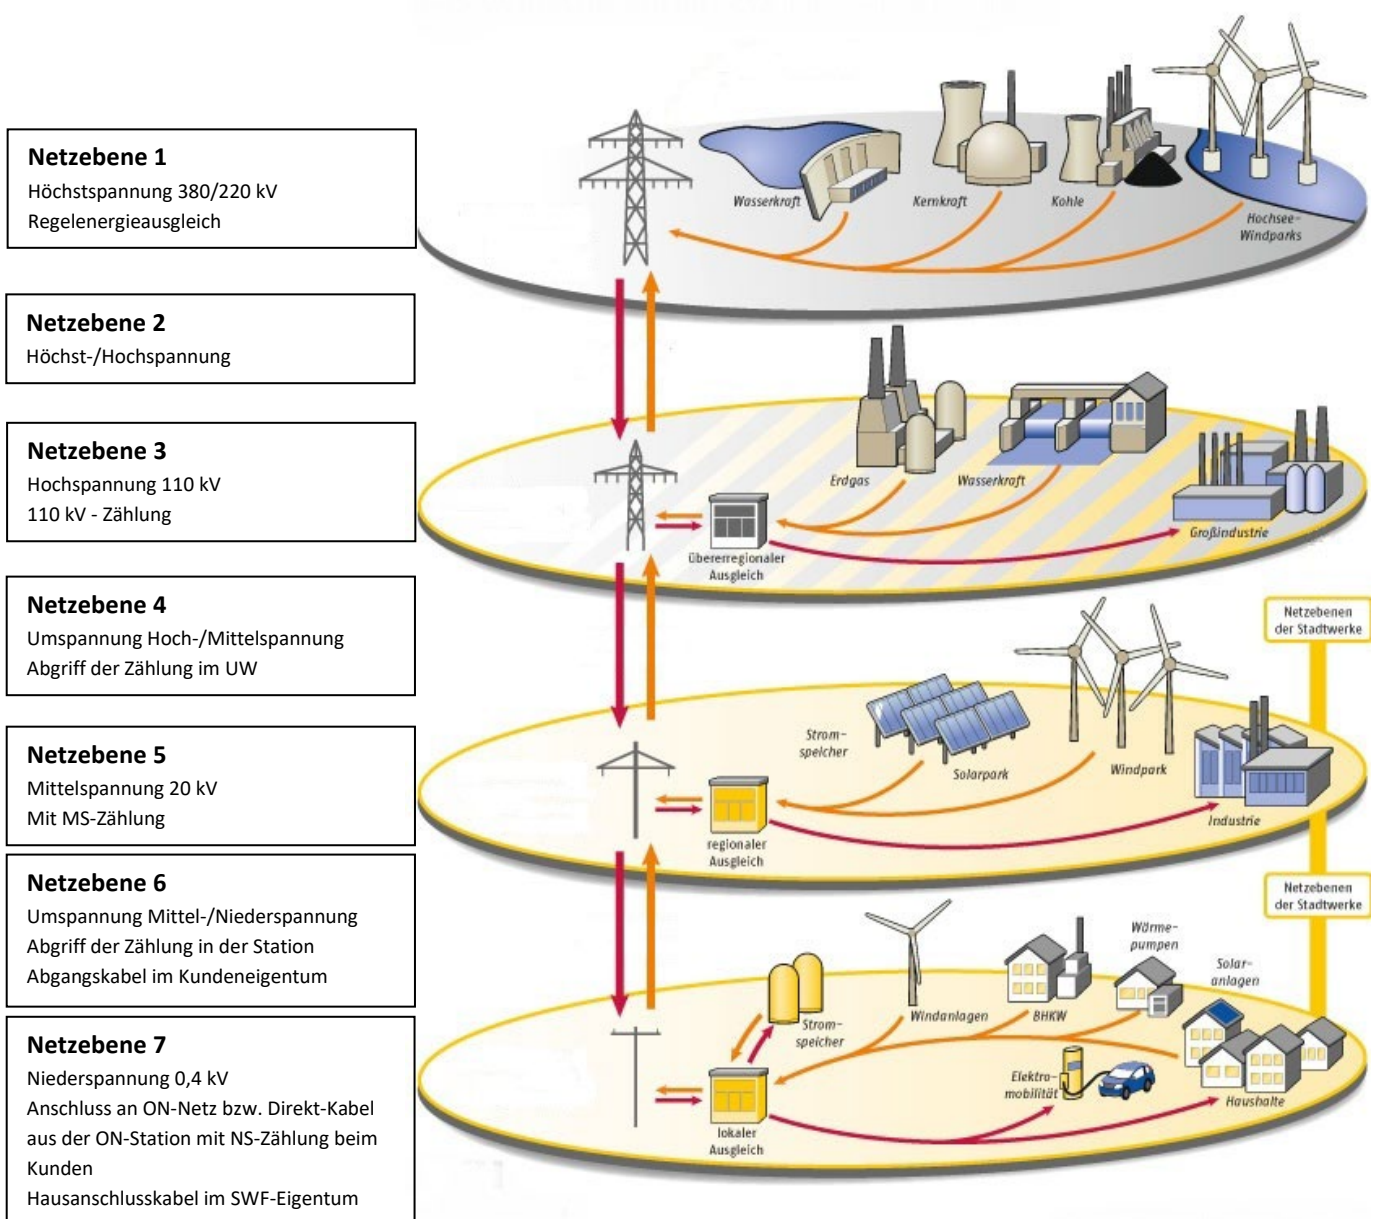 Netzebene 1
Höchstspannung 380/220 kV
Regelenergieausgleich
Wasserkraft
Kernkraft
Kohle
Hochsee-
Windparks
Netzebene 2
Höchst-/Hochspannung
Netzebene 3
Hochspannung 110 kV
110 kV - Zählung
Erdgas
Wasserkraft
Großindustrie
übererregionaler
Ausgleich
Netzebene 4
Umspannung Hoch-/Mittelspannung
Abgriff der Zählung im UW
Netzebenen
der Stadtwerke
Netzebene 5
Mittelspannung 20 kV
Mit MS-Zählung
Strom-
speicher
Solarpark
Windpark
Industrie
regionaler
Ausgleich
Netzebene 6
Umspannung Mittel-/Niederspannung
Abgriff der Zählung in der Station
Abgangskabel im Kundeneigentum
Netzebenen
der Stadtwerke
Netzebene 7
Niederspannung 0,4 kV
Anschluss an ON-Netz bzw. Direkt-Kabel
aus der ON-Station mit NS-Zählung beim
Kunden
Hausanschlusskabel im SWF-Eigentum
Strom-
speicher
Windanlagen
BHKW
Wärme-
pumpen
Solar-
anlagen
Elektro-
mobilität
Haushalte
lokaler
Ausgleich